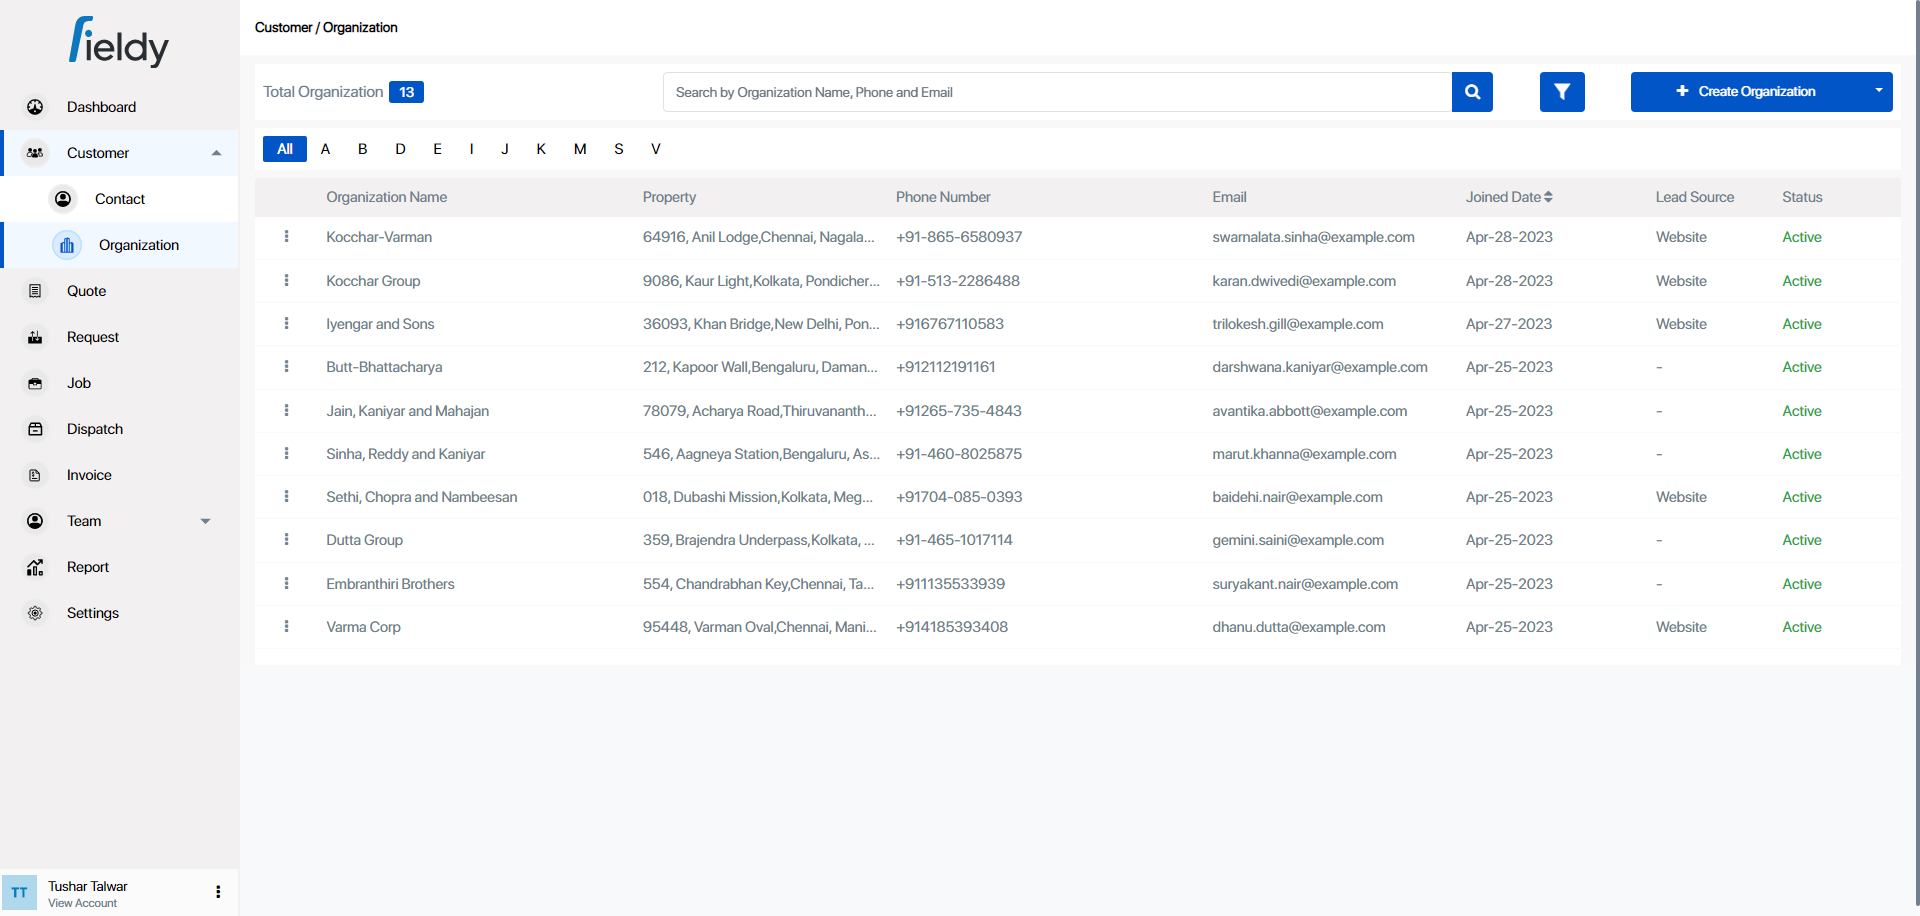 fieldy
Customer / Organization
Dashboard
Customer
Contact
Organization
Quote
Request
Job
Dispatch
Invoice
Team
Report
Settings
TT Tushar Talwar
View Account
Total Organization 13
Search by Organization Name, Phone and Email
+ Create Organization
All A B D E I J K M S V
Organization Name Property Phone Number Email Joined Date Lead Source Status
Kocchar-Varman 64916, Anil Lodge,Chennai, Nagala... +91-865-6580937 swarnalata.sinha@example.com Apr-28-2023 Website Active
Kocchar Group 9086, Kaur Light,Kolkata, Pondicher... +91-513-2286488 karan.dwivedi@example.com Apr-28-2023 Website Active
Iyengar and Sons 36093, Khan Bridge,New Delhi, Pon... +916767110583 trilokesh.gill@example.com Apr-27-2023 Website Active
Butt-Bhattacharya 212, Kapoor Wall,Bengaluru, Daman... +912112191161 darshwana.kaniyar@example.com Apr-25-2023 - Active
Jain, Kaniyar and Mahajan 78079, Acharya Road,Thiruvananth... +91265-735-4843 avantika.abbott@example.com Apr-25-2023 - Active
Sinha, Reddy and Kaniyar 546, Aagneya Station,Bengaluru, As... +91-460-8025875 marut.khanna@example.com Apr-25-2023 - Active
Sethi, Chopra and Nambeesan 018, Dubashi Mission,Kolkata, Meg... +91704-085-0393 baidehi.nair@example.com Apr-25-2023 Website Active
Dutta Group 359, Brajendra Underpass,Kolkata, ... +91-465-1017114 gemini.saini@example.com Apr-25-2023 - Active
Embranthiri Brothers 554, Chandrabhan Key,Chennai, Ta... +911135533939 suryakant.nair@example.com Apr-25-2023 - Active
Varma Corp 95448, Varman Oval,Chennai, Mani... +914185393408 dhanu.dutta@example.com Apr-25-2023 Website Active